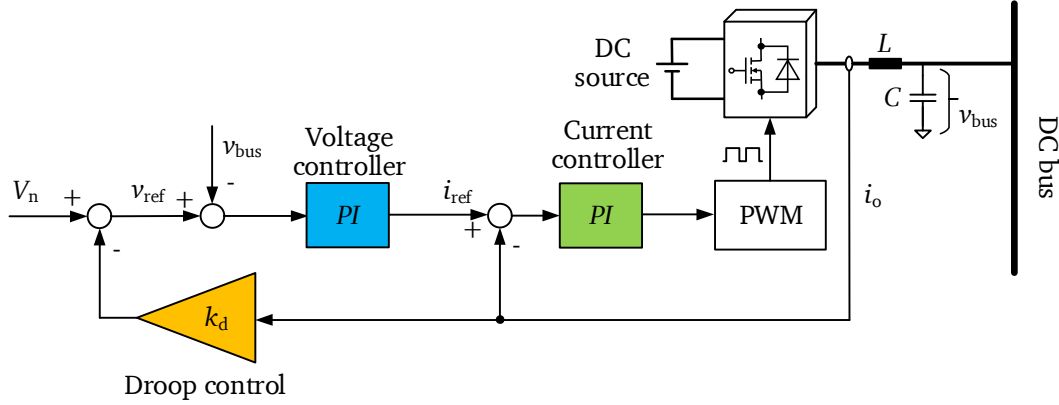 DC
source
L
C
v_bus
DC bus
Voltage
controller
Current
controller
V_n
+
-
v_ref
+
-
v_bus
PI
i_ref
+
-
PI
PWM
i_o
k_d
Droop control